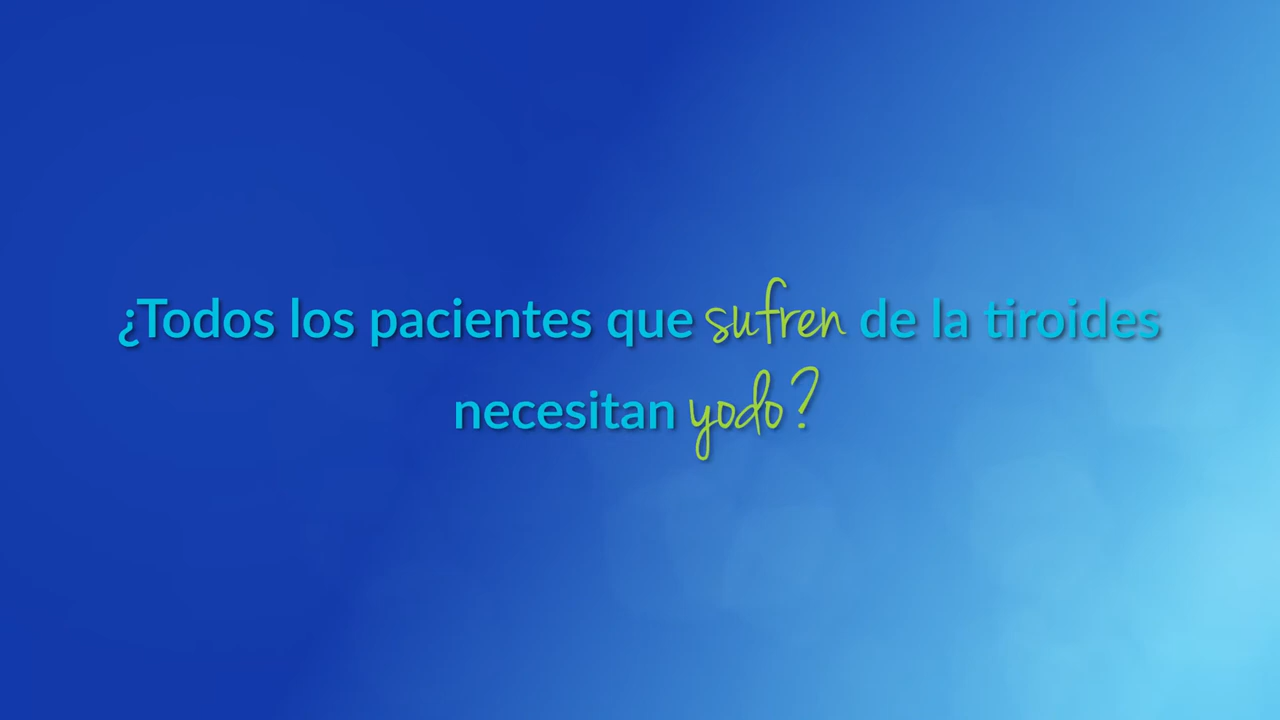 ¿Todos los pacientes que sufren de la tiroides
necesitan yodo?